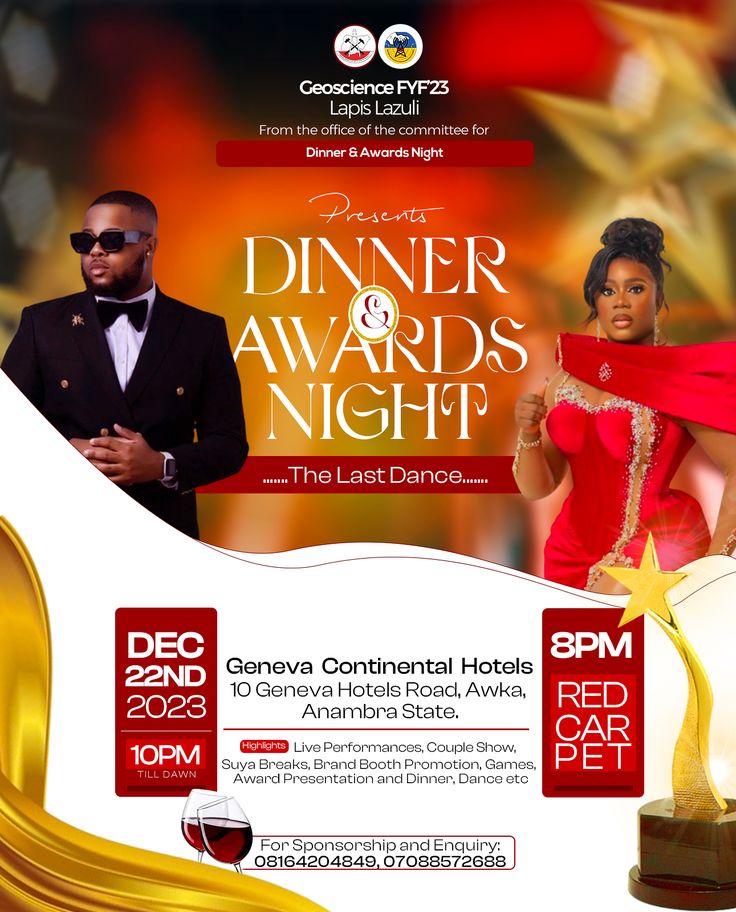 Geoscience FYF'23
Lapis Lazuli
From the office of the committee for
Dinner & Awards Night
Presents
DINNER
&
AWARDS
NIGHT
.......The Last Dance.......
DEC
22ND
2023
10PM
TILL DAWN
Geneva Continental Hotels
10 Geneva Hotels Road, Awka,
Anambra State.
Highlights Live Performances, Couple Show,
Suya Breaks, Brand Booth Promotion, Games,
Award Presentation and Dinner, Dance etc
8PM
RED
CAR
PET
For Sponsorship and Enquiry:
08164204849, 07088572688